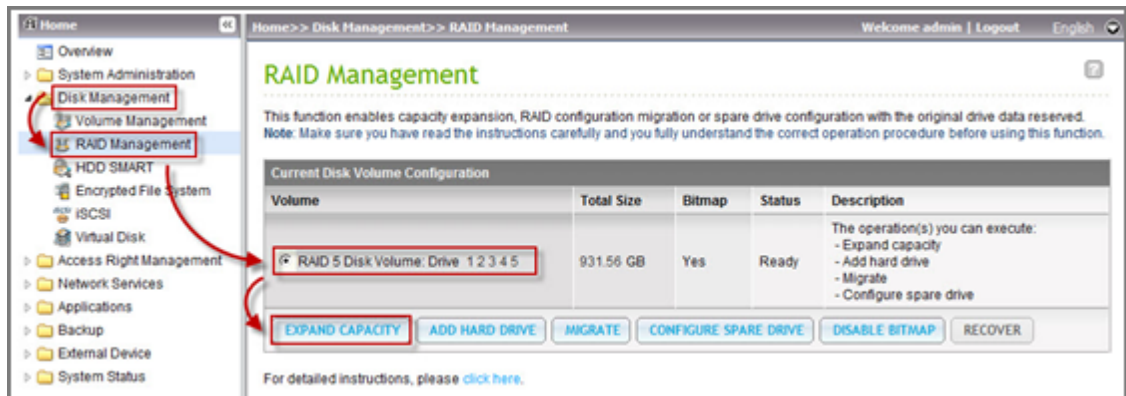 Home
Home>> Disk Management>> RAID Management
Welcome admin | Logout
English
Overview
System Administration
Disk Management
Volume Management
RAID Management
HDD SMART
Encrypted File System
iSCSI
Virtual Disk
Access Right Management
Network Services
Applications
Backup
External Device
System Status
RAID Management
This function enables capacity expansion, RAID configuration migration or spare drive configuration with the original drive data reserved.
Note: Make sure you have read the instructions carefully and you fully understand the correct operation procedure before using this function.
Current Disk Volume Configuration
Volume Total Size Bitmap Status Description
RAID 5 Disk Volume: Drive 1 2 3 4 5 931.56 GB Yes Ready
The operation(s) you can execute:
- Expand capacity
- Add hard drive
- Migrate
- Configure spare drive
EXPAND CAPACITY ADD HARD DRIVE MIGRATE CONFIGURE SPARE DRIVE DISABLE BITMAP RECOVER
For detailed instructions, please click here.